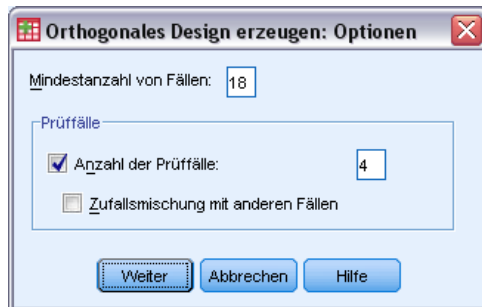 Orthogonales Design erzeugen: Optionen
Mindestanzahl von Fällen: 18
Prüffälle
Anzahl der Prüffälle: 4
Zufallsmischung mit anderen Fällen
Weiter Abbrechen Hilfe